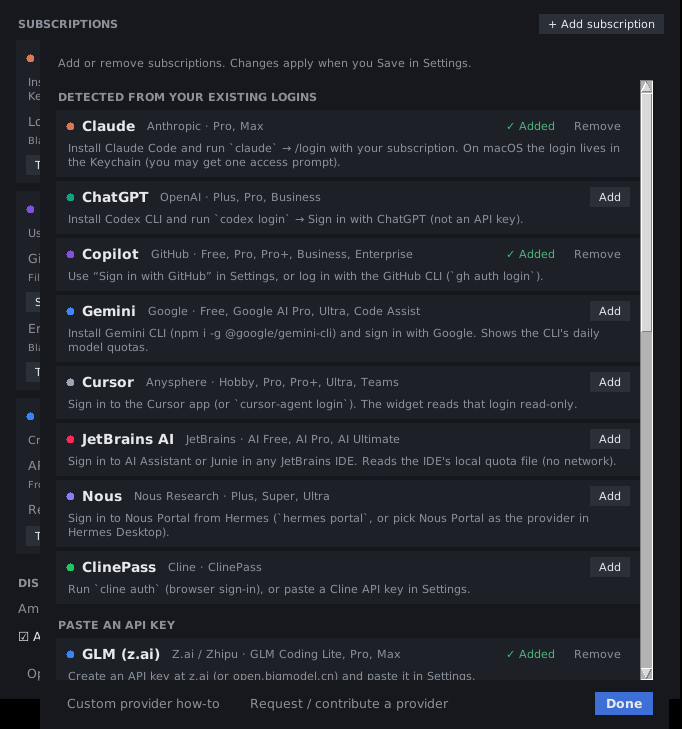 SUBSCRIPTIONS
+ Add subscription
Add or remove subscriptions. Changes apply when you Save in Settings.
DETECTED FROM YOUR EXISTING LOGINS
Claude Anthropic · Pro, Max ✓ Added Remove
Install Claude Code and run `claude` → /login with your subscription. On macOS the login lives in
the Keychain (you may get one access prompt).
ChatGPT OpenAI · Plus, Pro, Business Add
Install Codex CLI and run `codex login` → Sign in with ChatGPT (not an API key).
Copilot GitHub · Free, Pro, Pro+, Business, Enterprise ✓ Added Remove
Use “Sign in with GitHub” in Settings, or log in with the GitHub CLI (`gh auth login`).
Gemini Google · Free, Google AI Pro, Ultra, Code Assist Add
Install Gemini CLI (npm i -g @google/gemini-cli) and sign in with Google. Shows the CLI's daily
model quotas.
Cursor Anysphere · Hobby, Pro, Pro+, Ultra, Teams Add
Sign in to the Cursor app (or `cursor-agent login`). The widget reads that login read-only.
JetBrains AI JetBrains · AI Free, AI Pro, AI Ultimate Add
Sign in to AI Assistant or Junie in any JetBrains IDE. Reads the IDE's local quota file (no network).
Nous Nous Research · Plus, Super, Ultra Add
Sign in to Nous Portal from Hermes (`hermes portal`, or pick Nous Portal as the provider in
Hermes Desktop).
ClinePass Cline · ClinePass Add
Run `cline auth` (browser sign-in), or paste a Cline API key in Settings.
PASTE AN API KEY
GLM (z.ai) Z.ai / Zhipu · GLM Coding Lite, Pro, Max ✓ Added Remove
Create an API key at z.ai (or open.bigmodel.cn) and paste it in Settings.
Custom provider how-to Request / contribute a provider Done